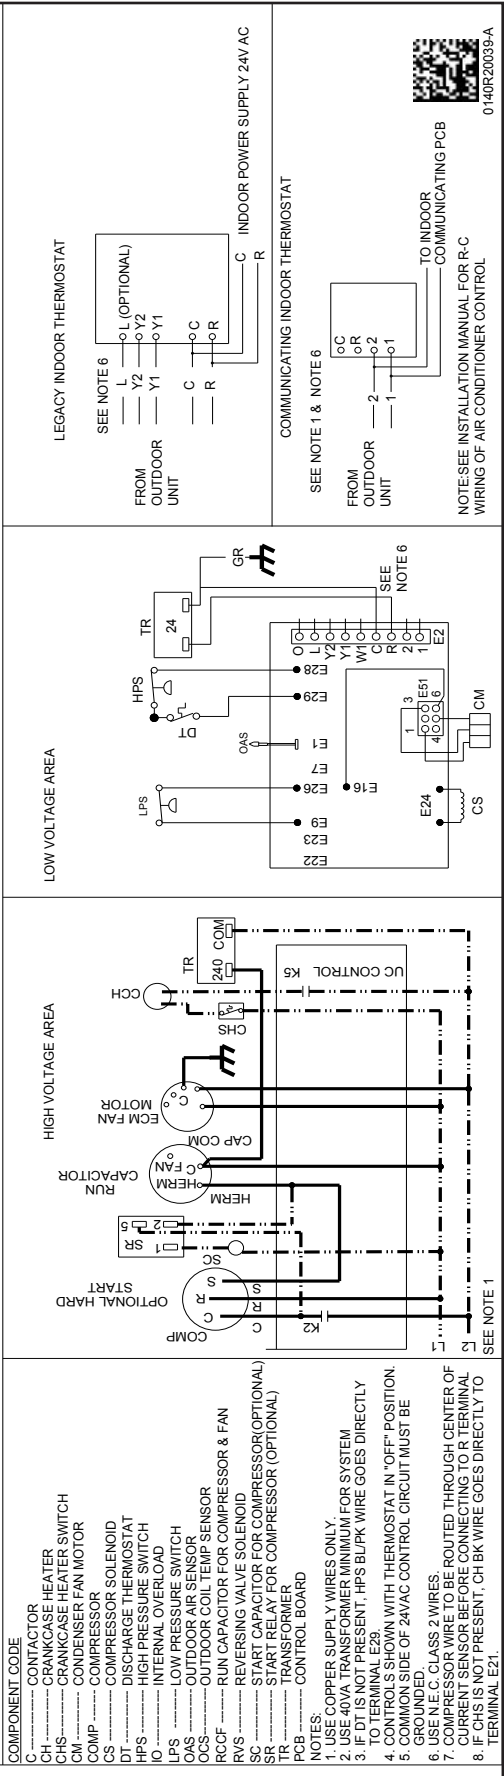 COMPONENT CODE
C ---------- CONTACTOR
CH -------- CRANKCASE HEATER
CHS------- CRANKCASE HEATER SWITCH
CM -------- CONDENSER FAN MOTOR
COMP ---- COMPRESSOR
CS -------- COMPRESSOR SOLENOID
DT -------- DISCHARGE THERMOSTAT
HPS ------ HIGH PRESSURE SWITCH
IO --------- INTERNAL OVERLOAD
LPS ------ LOW PRESSURE SWITCH
OAS ------ OUTDOOR AIR SENSOR
OCS------- OUTDOOR COIL TEMP SENSOR
RCCF ---- RUN CAPACITOR FOR COMPRESSOR & FAN
RVS ------ REVERSING VALVE SOLENOID
SC -------- START CAPACITOR FOR COMPRESSOR(OPTIONAL)
SR -------- START RELAY FOR COMPRESSOR (OPTIONAL)
TR -------- TRANSFORMER
PCB ------ CONTROL BOARD
NOTES:
1. USE COPPER SUPPLY WIRES ONLY.
2. USE 40VA TRANSFORMER MINIMUM FOR SYSTEM
3. IF DT IS NOT PRESENT, HPS BL/PK WIRE GOES DIRECTLY
TO TERMINAL E29.
4. CONTROLS SHOWN WITH THERMOSTAT IN "OFF" POSITION.
5. COMMON SIDE OF 24VAC CONTROL CIRCUIT MUST BE
GROUNDED.
6. USE N.E.C. CLASS 2 WIRES.
7. COMPRESSOR WIRE TO BE ROUTED THROUGH CENTER OF
CURRENT SENSOR BEFORE CONNECTING TO R TERMINAL
8. IF CHS IS NOT PRESENT, CH BK WIRE GOES DIRECTLY TO
TERMINAL E21.
HIGH VOLTAGE AREA
OPTIONAL HARD
START
SR
5
2
1
SC
COMP
C
R
S
C
R
S
K2
RUN
CAPACITOR
HERM
C
FAN
HERM
CAP COM
ECM FAN
MOTOR
C
CHS
CCH
TR
240
COM
K5
UC CONTROL
L1
L2
SEE NOTE 1
LOW VOLTAGE AREA
LPS
OAS
HPS
DT
TR
24
GR
E22
E23
E9
E26
E7
E1
E29
E28
E16
E24
CS
O
L
Y2
Y1
W1
C
R
2
1
E2
SEE
NOTE 6
1
3
4
6
E51
CM
LEGACY INDOOR THERMOSTAT
SEE NOTE 6
FROM
OUTDOOR
UNIT
L
Y2
Y1
C
R
L (OPTIONAL)
Y2
Y1
C
R
C
R
INDOOR POWER SUPPLY 24V AC
COMMUNICATING INDOOR THERMOSTAT
SEE NOTE 1 & NOTE 6
FROM
OUTDOOR
UNIT
2
1
C
R
2
1
TO INDOOR
COMMUNICATING PCB
NOTE:SEE INSTALLATION MANUAL FOR R-C
WIRING OF AIR CONDITIONER CONTROL
0140R20039-A